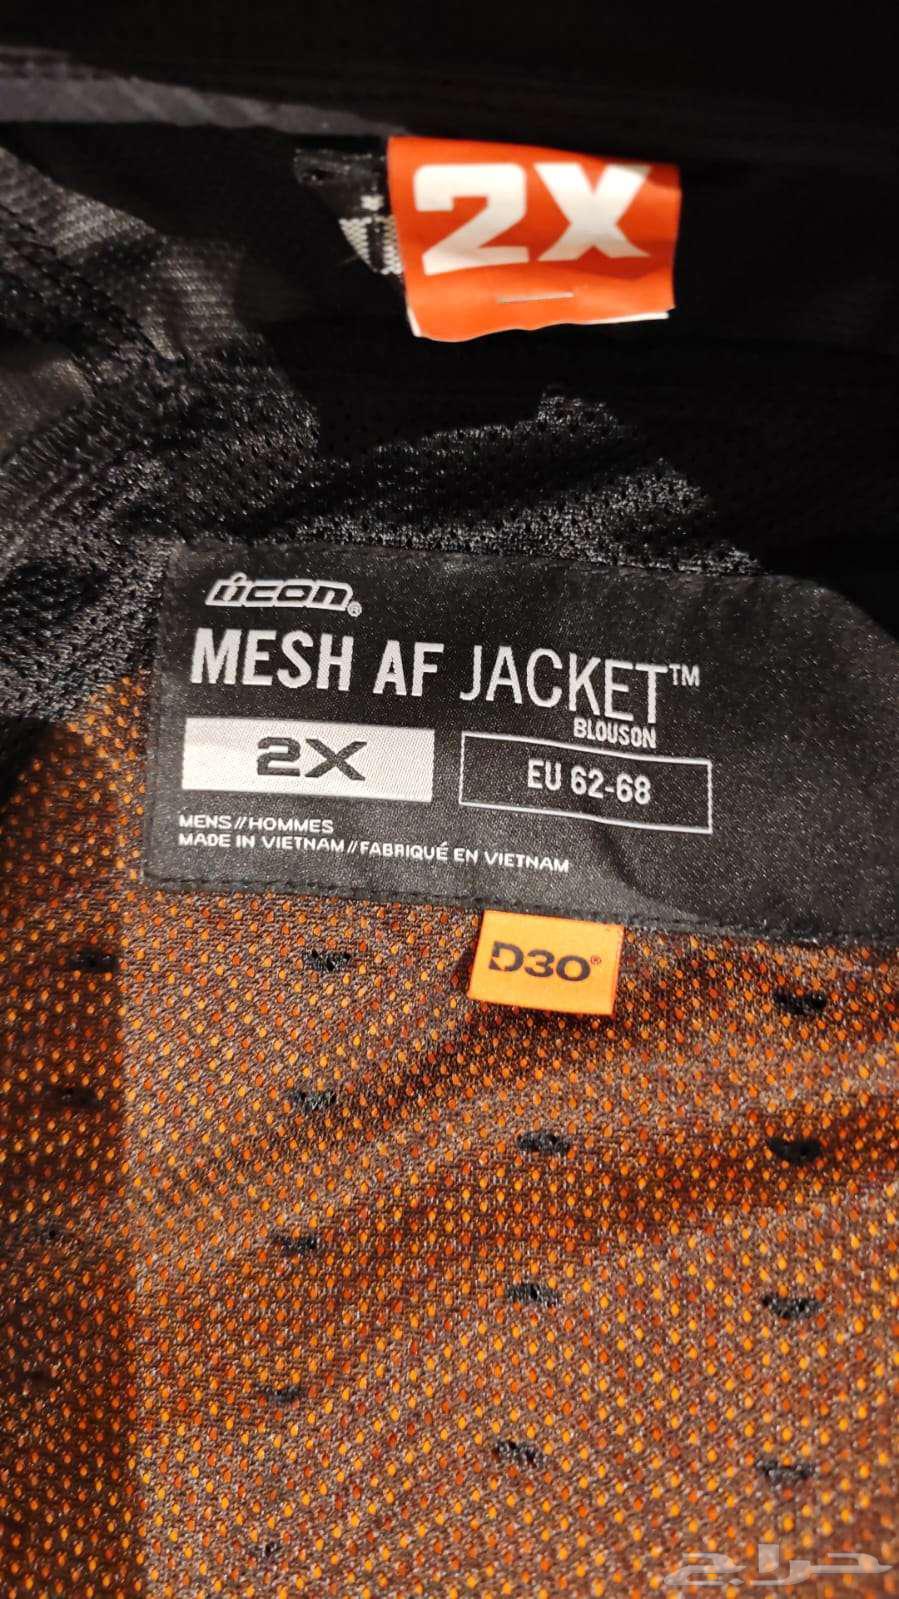 2X
icon®
MESH AF JACKET™
BLOUSON
2X
EU 62-68
MENS//HOMMES
MADE IN VIETNAM//FABRIQUÉ EN VIETNAM
D3O®
حراج